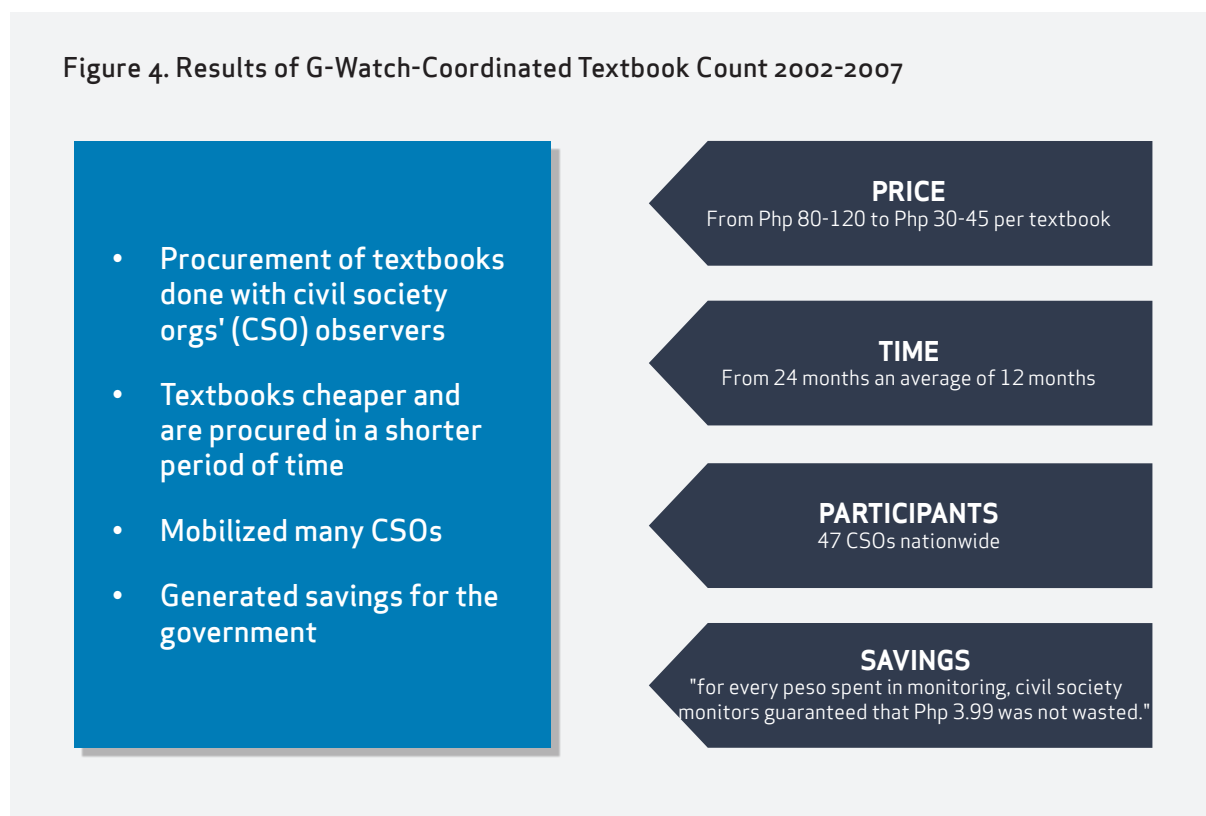 Figure 4. Results of G-Watch-Coordinated Textbook Count 2002-2007
• Procurement of textbooks
done with civil society
orgs' (CSO) observers
• Textbooks cheaper and
are procured in a shorter
period of time
• Mobilized many CSOs
• Generated savings for the
government
PRICE
From Php 80-120 to Php 30-45 per textbook
TIME
From 24 months an average of 12 months
PARTICIPANTS
47 CSOs nationwide
SAVINGS
"for every peso spent in monitoring, civil society
monitors guaranteed that Php 3.99 was not wasted."